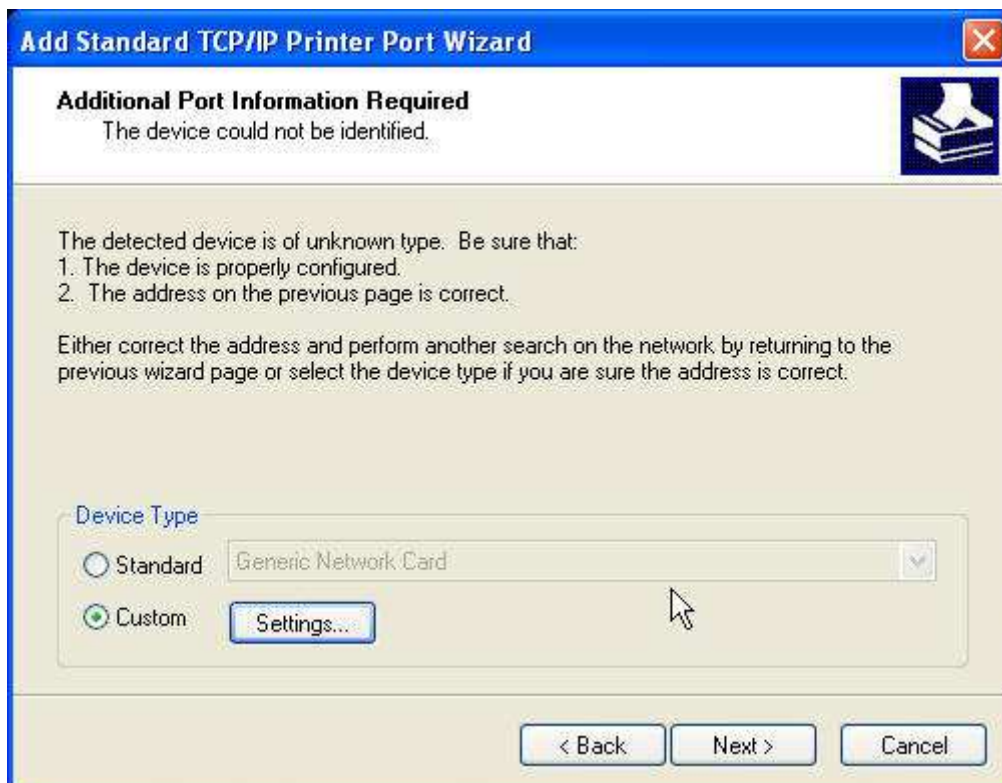 Add Standard TCP/IP Printer Port Wizard
Additional Port Information Required
The device could not be identified.
The detected device is of unknown type.  Be sure that:
1. The device is properly configured.
2.  The address on the previous page is correct.
Either correct the address and perform another search on the network by returning to the
previous wizard page or select the device type if you are sure the address is correct.
Device Type
Standard
Generic Network Card
Custom
Settings...
< Back
Next >
Cancel